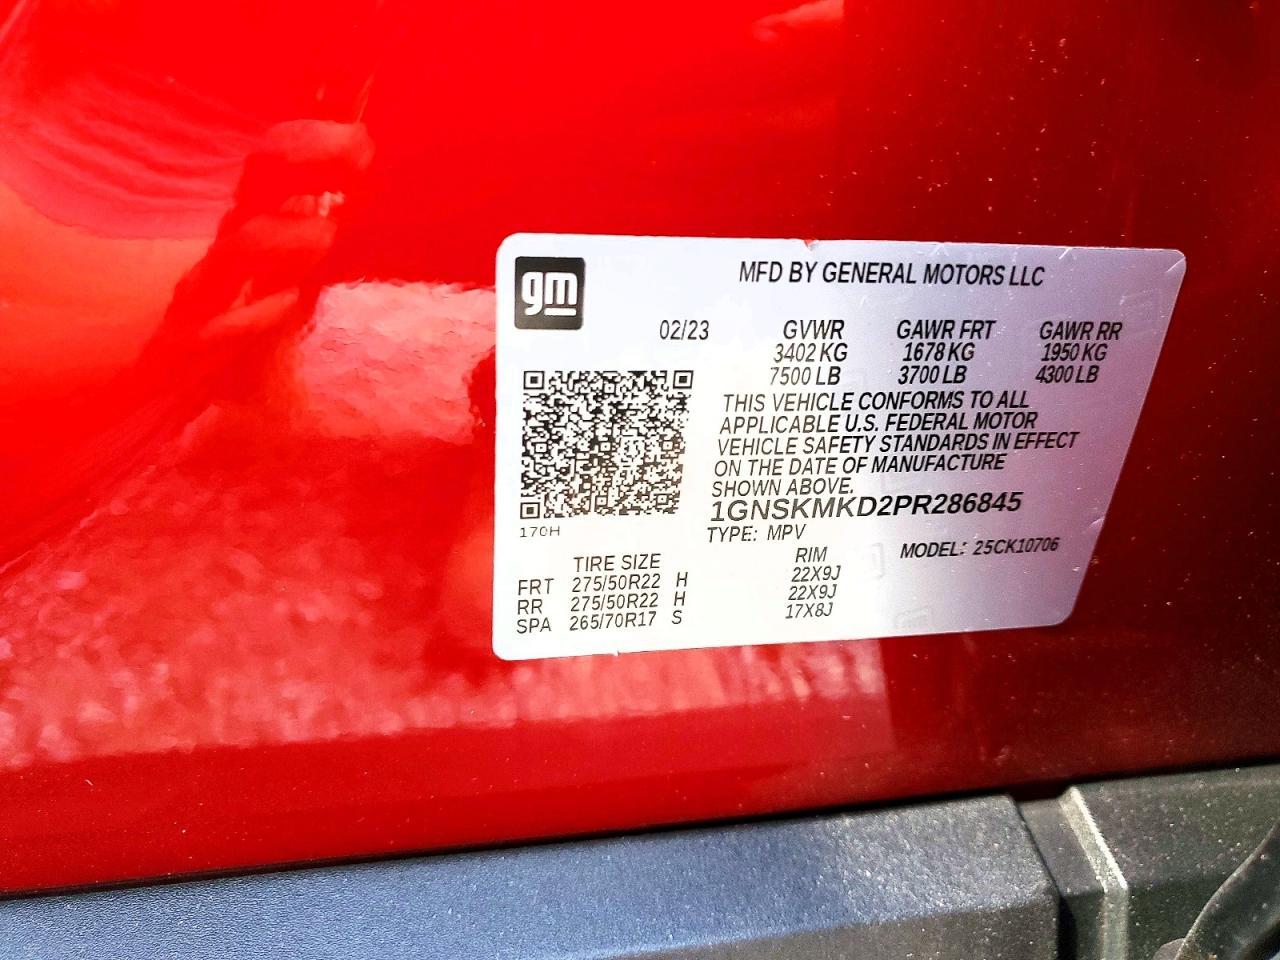 gm
MFD BY GENERAL MOTORS LLC
02/23 GVWR GAWR FRT GAWR RR
3402 KG 1678 KG 1950 KG
7500 LB 3700 LB 4300 LB
THIS VEHICLE CONFORMS TO ALL
APPLICABLE U.S. FEDERAL MOTOR
VEHICLE SAFETY STANDARDS IN EFFECT
ON THE DATE OF MANUFACTURE
SHOWN ABOVE.
1GNSKMKD2PR286845
170H
TYPE: MPV MODEL: 25CK10706
TIRE SIZE RIM
FRT 275/50R22 H 22X9J
RR 275/50R22 H 22X9J
SPA 265/70R17 S 17X8J